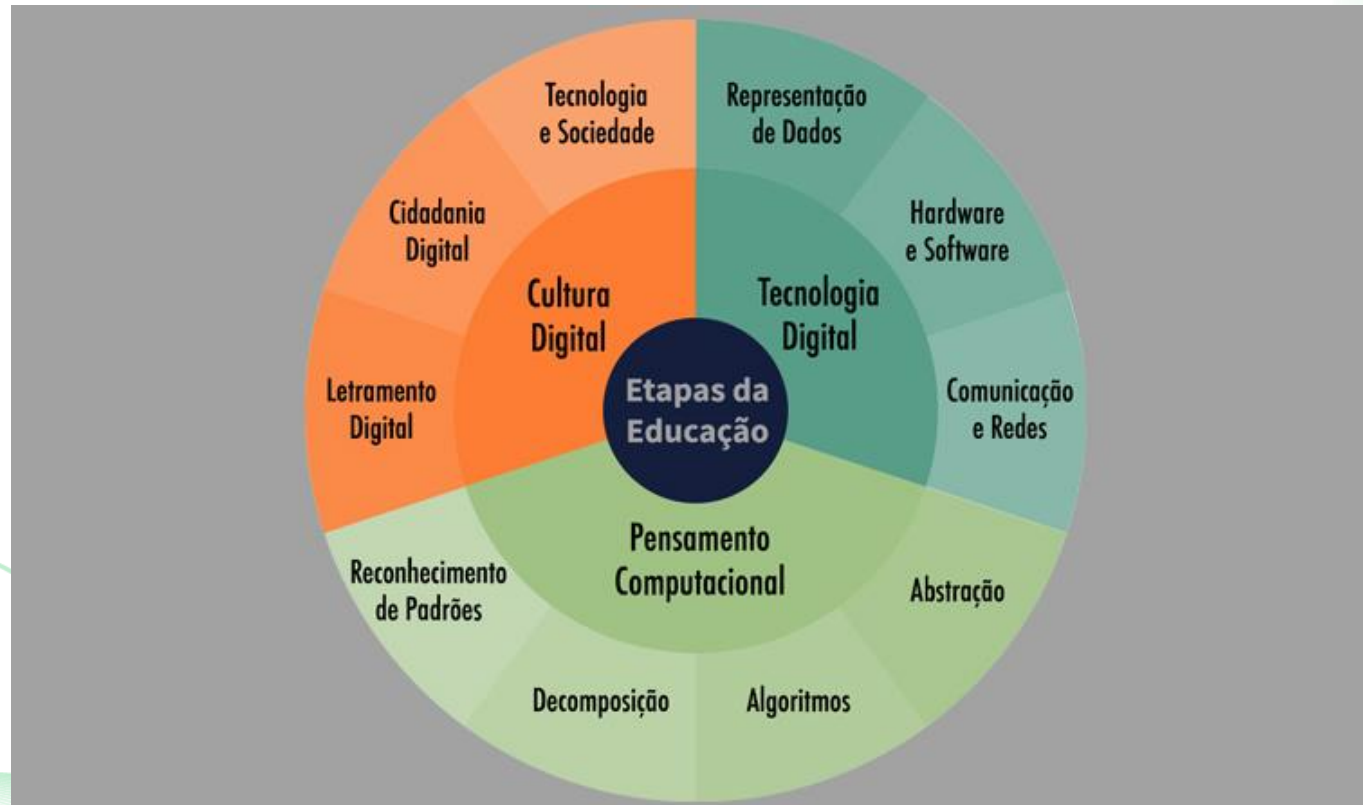 Tecnologia
e Sociedade
Representação
de Dados
Cidadania
Digital
Hardware
e Software
Cultura
Digital
Tecnologia
Digital
Letramento
Digital
Etapas da
Educação
Comunicação
e Redes
Pensamento
Computacional
Reconhecimento
de Padrões
Abstração
Decomposição
Algoritmos